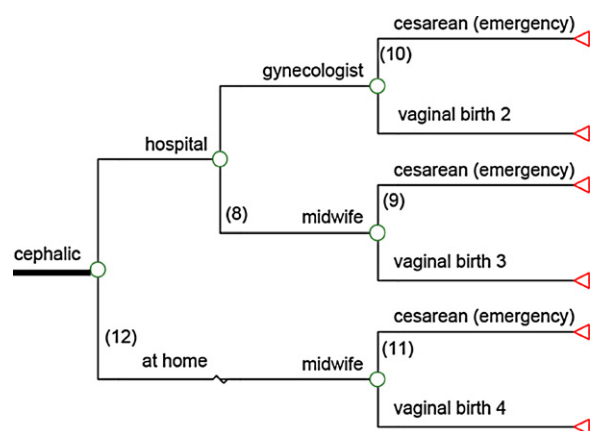 cesarean (emergency)
(10)
gynecologist
vaginal birth 2
hospital
cesarean (emergency)
(9)
(8)
midwife
cephalic
vaginal birth 3
cesarean (emergency)
(12)
(11)
at home
midwife
vaginal birth 4